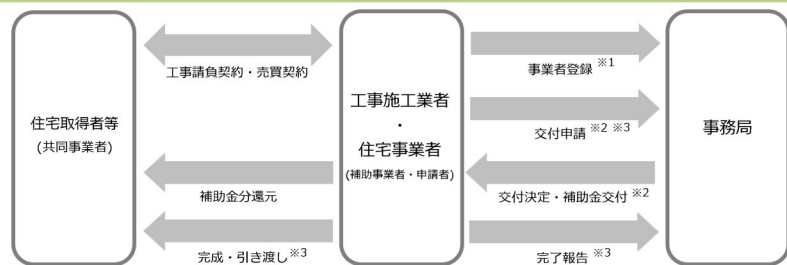 住宅取得者等
(共同事業者)
工事請負契約・売買契約
補助金分還元
完成・引き渡し※3
工事施工業者
・
住宅事業者
(補助事業者・申請者)
事業者登録 ※1
交付申請 ※2 ※3
交付決定・補助金交付※2
完了報告 ※3
事務局